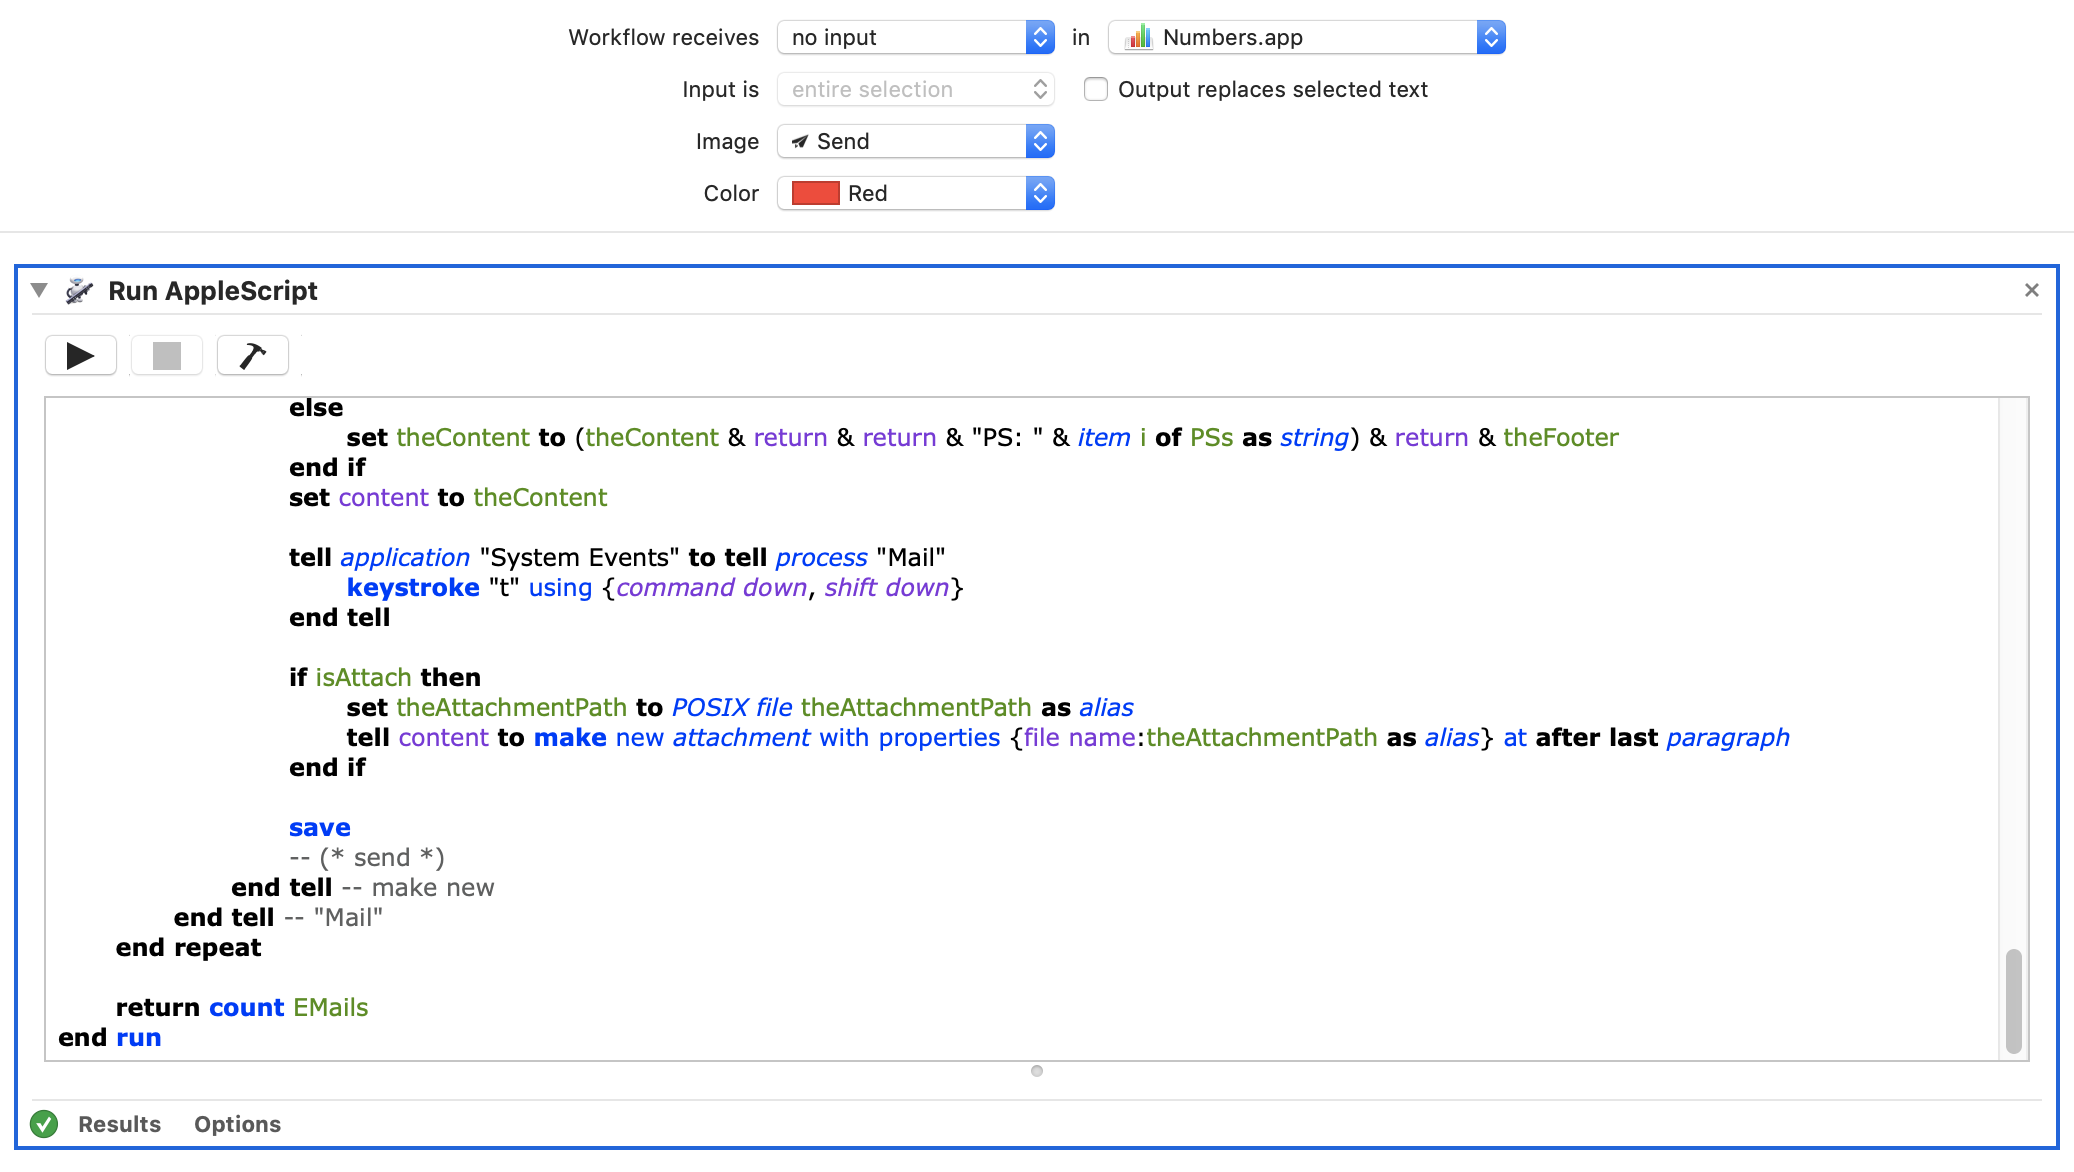 Workflow receives no input in Numbers.app
Input is entire selection Output replaces selected text
Image Send
Color Red
Run AppleScript
else
set theContent to (theContent & return & return & "PS: " & item i of PSs as string) & return & theFooter
end if
set content to theContent
tell application "System Events" to tell process "Mail"
keystroke "t" using {command down, shift down}
end tell
if isAttach then
set theAttachmentPath to POSIX file theAttachmentPath as alias
tell content to make new attachment with properties {file name:theAttachmentPath as alias} at after last paragraph
end if
save
-- (* send *)
end tell -- make new
end tell -- "Mail"
end repeat
return count EMails
end run
Results Options